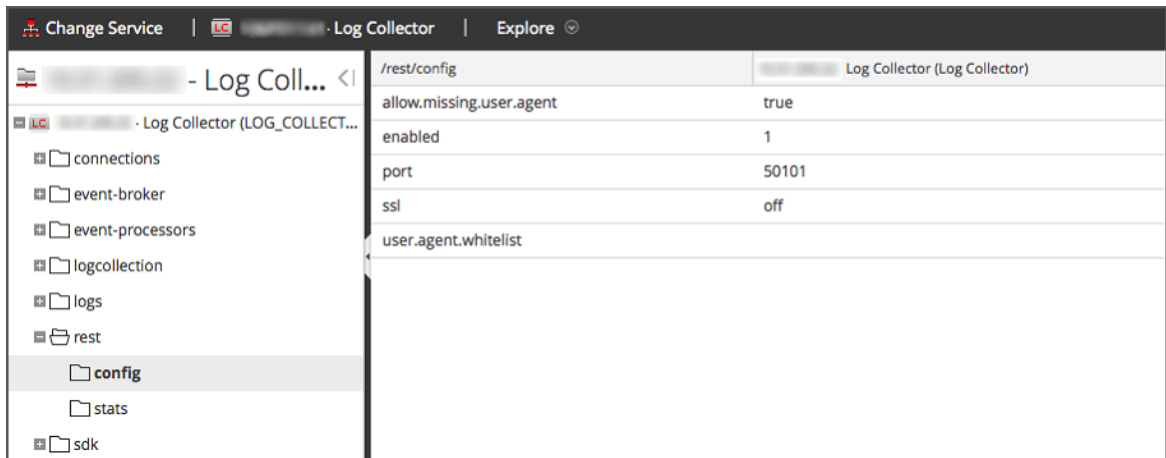 Change Service | LC · Log Collector | Explore
- Log Coll... <|
/rest/config Log Collector (Log Collector)
allow.missing.user.agent true
LC · Log Collector (LOG_COLLECT...
enabled 1
connections
port 50101
event-broker
ssl off
event-processors
user.agent.whitelist
logcollection
logs
rest
config
stats
sdk